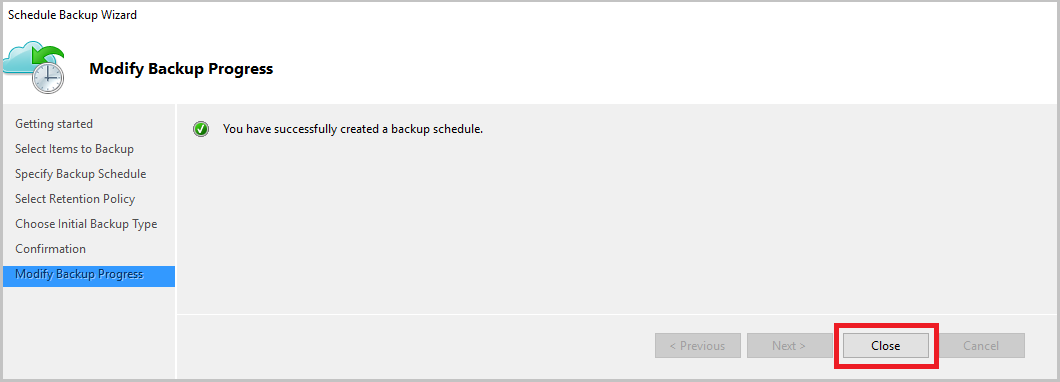 Schedule Backup Wizard
Modify Backup Progress
Getting started
Select Items to Backup
Specify Backup Schedule
Select Retention Policy
Choose Initial Backup Type
Confirmation
Modify Backup Progress
You have successfully created a backup schedule.
< Previous
Next >
Close
Cancel